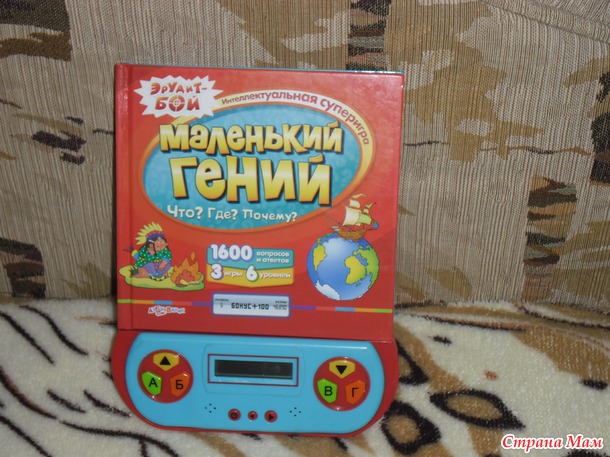 ЭРУДИТ-
БОЙ
Интеллектуальная суперигра
Маленький
гений
Что? Где? Почему?
1600 вопросов и ответов
3 игры 6 уровней
БОНУС+100
А Б
В Г
Страна Мам